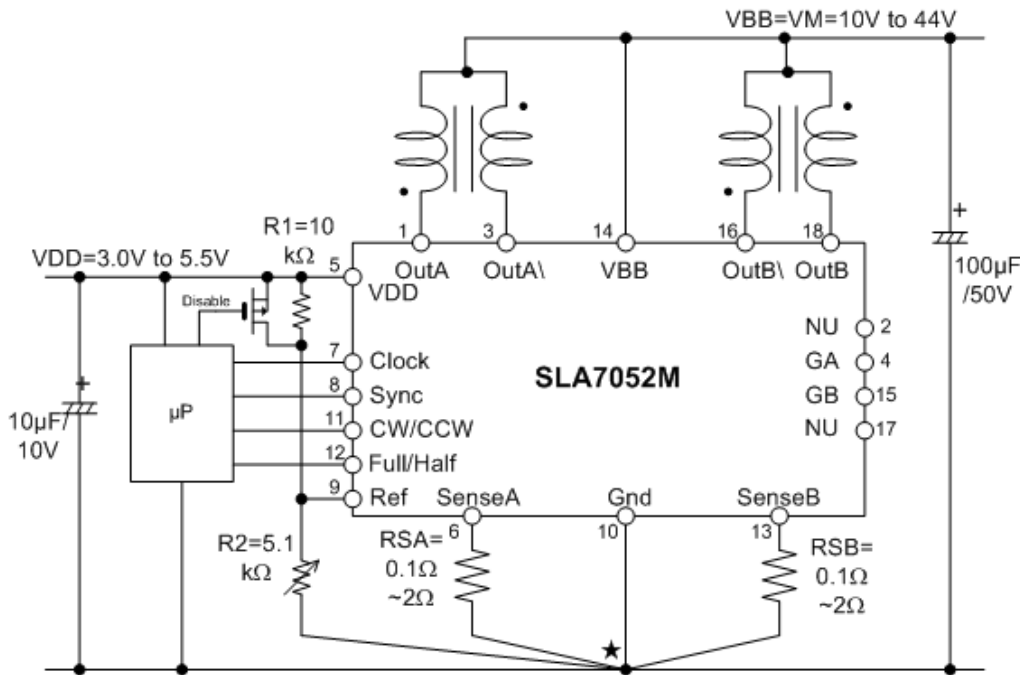 VBB=VM=10V to 44V
R1=10
kΩ
VDD=3.0V to 5.5V
1
3
14
16
18
5
OutA
OutA\
VBB
OutB\
OutB
VDD
+
100µF
/50V
Disable
NU
2
7
Clock
GA
4
SLA7052M
8
Sync
GB
15
+
10µF/
10V
µP
11
CW/CCW
NU
17
12
Full/Half
9
Ref
SenseA
Gnd
SenseB
6
10
13
R2=5.1
kΩ
RSA=
0.1Ω
~2Ω
RSB=
0.1Ω
~2Ω
★